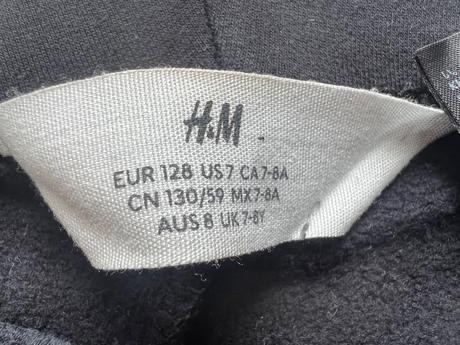 H&M
EUR 128 US 7 CA 7-8A
CN 130/59 MX 7-8A
AUS 8 UK 7-8Y